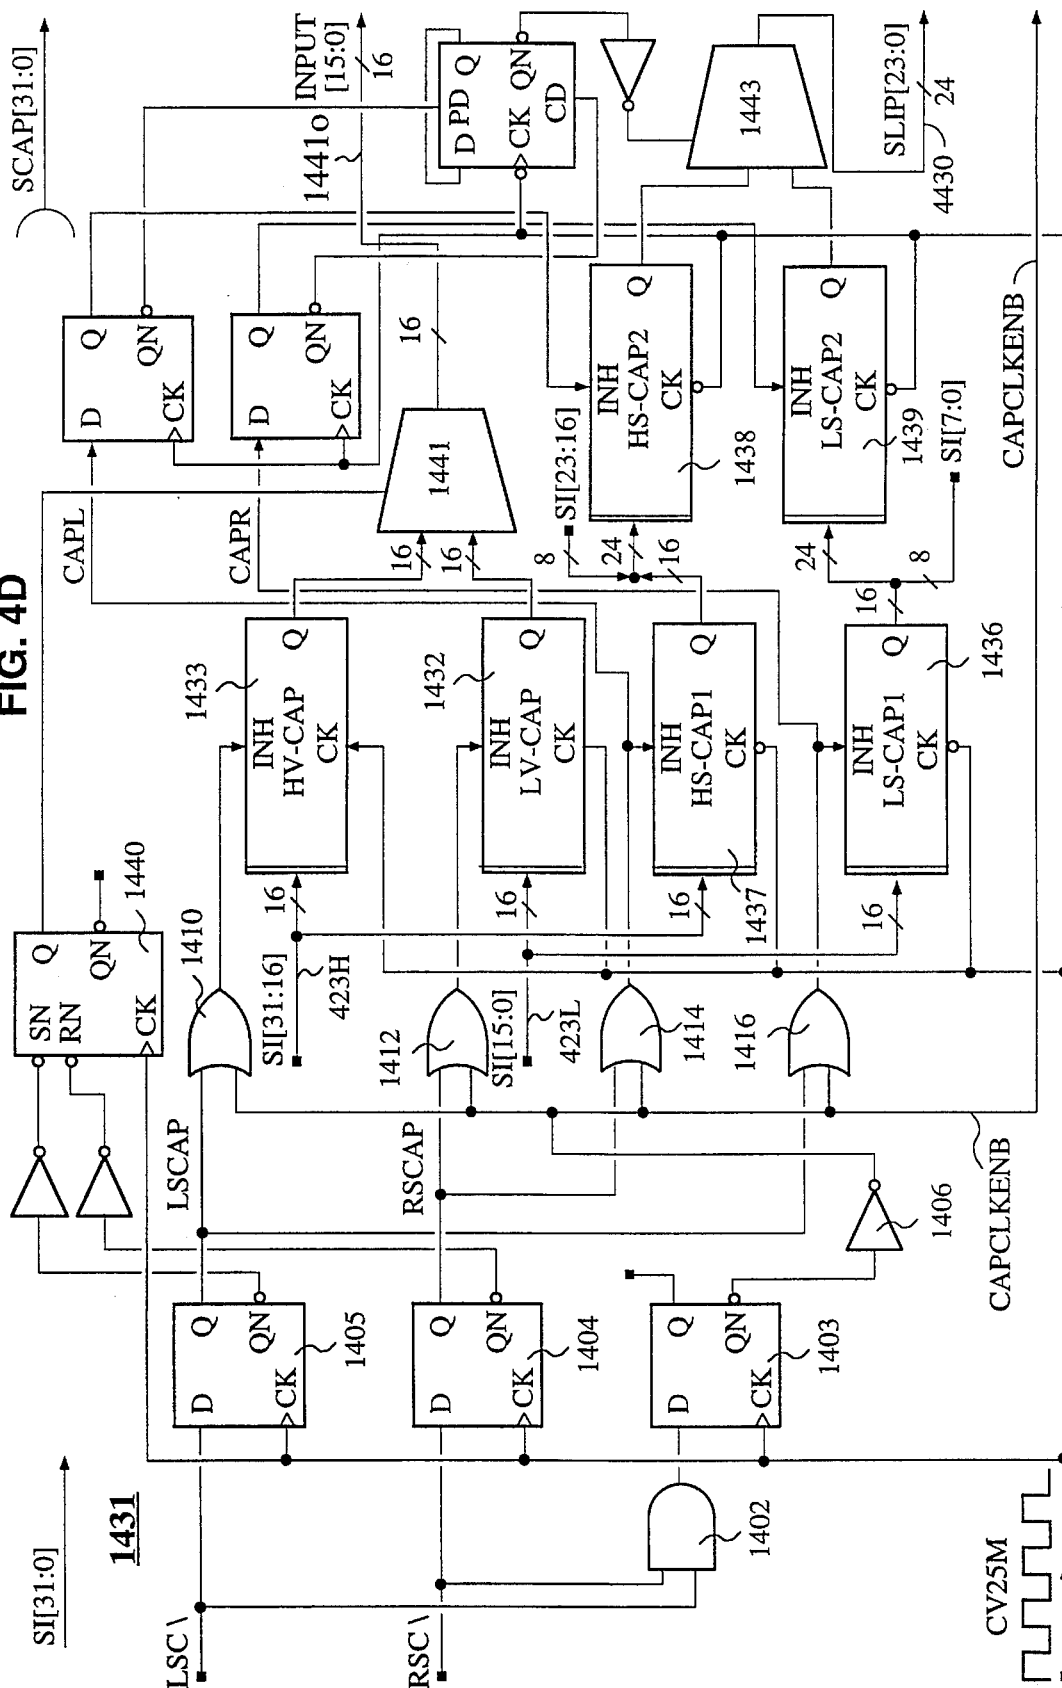 FIG. 4D
SI[31:0]
1431
SCAP[31:0]
LSC \
RSC \
CV25M
1402
D Q
QN
CK
1405
D Q
QN
CK
1404
D Q
QN
CK
1403
1406
CAPCLKENB
LSCAP
RSCAP
SN
RN
Q
QN
CK
1440
1410
1412
1414
1416
SI[31:16]
423H
SI[15:0]
423L
16
16
16
16
INH
HV-CAP
CK
Q
1433
INH
LV-CAP
CK
Q
1432
INH
HS-CAP1
CK
Q
1437
INH
LS-CAP1
CK
Q
1436
CAPL
CAPR
16
16
1441
16
1441o
INPUT
[15:0]
16
D Q
QN
CK
D Q
QN
CK
SI[23:16]
8
24
16
16
24
8
SI[7:0]
INH
HS-CAP2
CK
Q
1438
INH
LS-CAP2
CK
Q
1439
D PD Q
CK QN
CD
1443
SLIP[23:0]
24
4430
CAPCLKENB